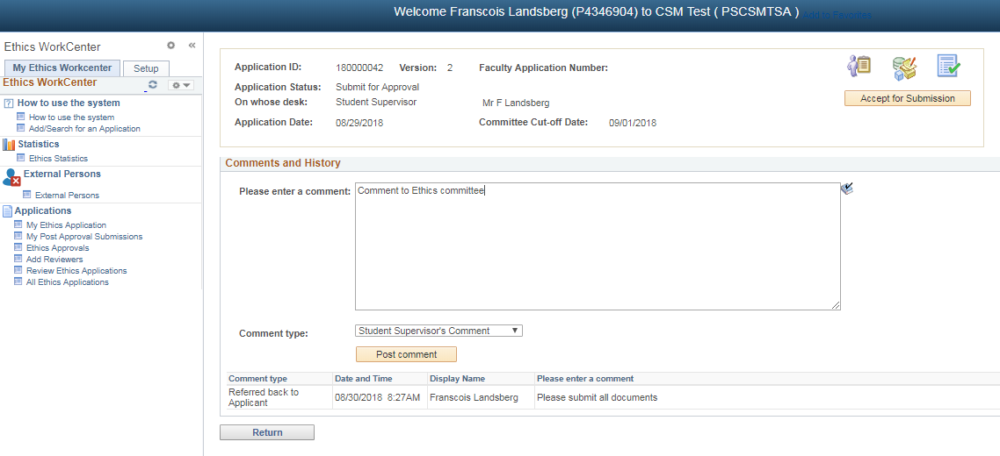 Welcome Franscois Landsberg (P4346904) to CSM Test ( PSCSMTSA ) Add to Favorites
Ethics WorkCenter
My Ethics Workcenter Setup
Ethics WorkCenter
How to use the system
How to use the system
Add/Search for an Application
Statistics
Ethics Statistics
External Persons
External Persons
Applications
My Ethics Application
My Post Approval Submissions
Ethics Approvals
Add Reviewers
Review Ethics Applications
All Ethics Applications
Application ID: 180000042 Version: 2 Faculty Application Number:
Application Status: Submit for Approval
On whose desk: Student Supervisor Mr F Landsberg
Application Date: 08/29/2018 Committee Cut-off Date: 09/01/2018
Accept for Submission
Comments and History
Please enter a comment: Comment to Ethics committee
Comment type: Student Supervisor's Comment
Post comment
Comment type Date and Time Display Name Please enter a comment
Referred back to Applicant 08/30/2018 8:27AM Franscois Landsberg Please submit all documents
Return